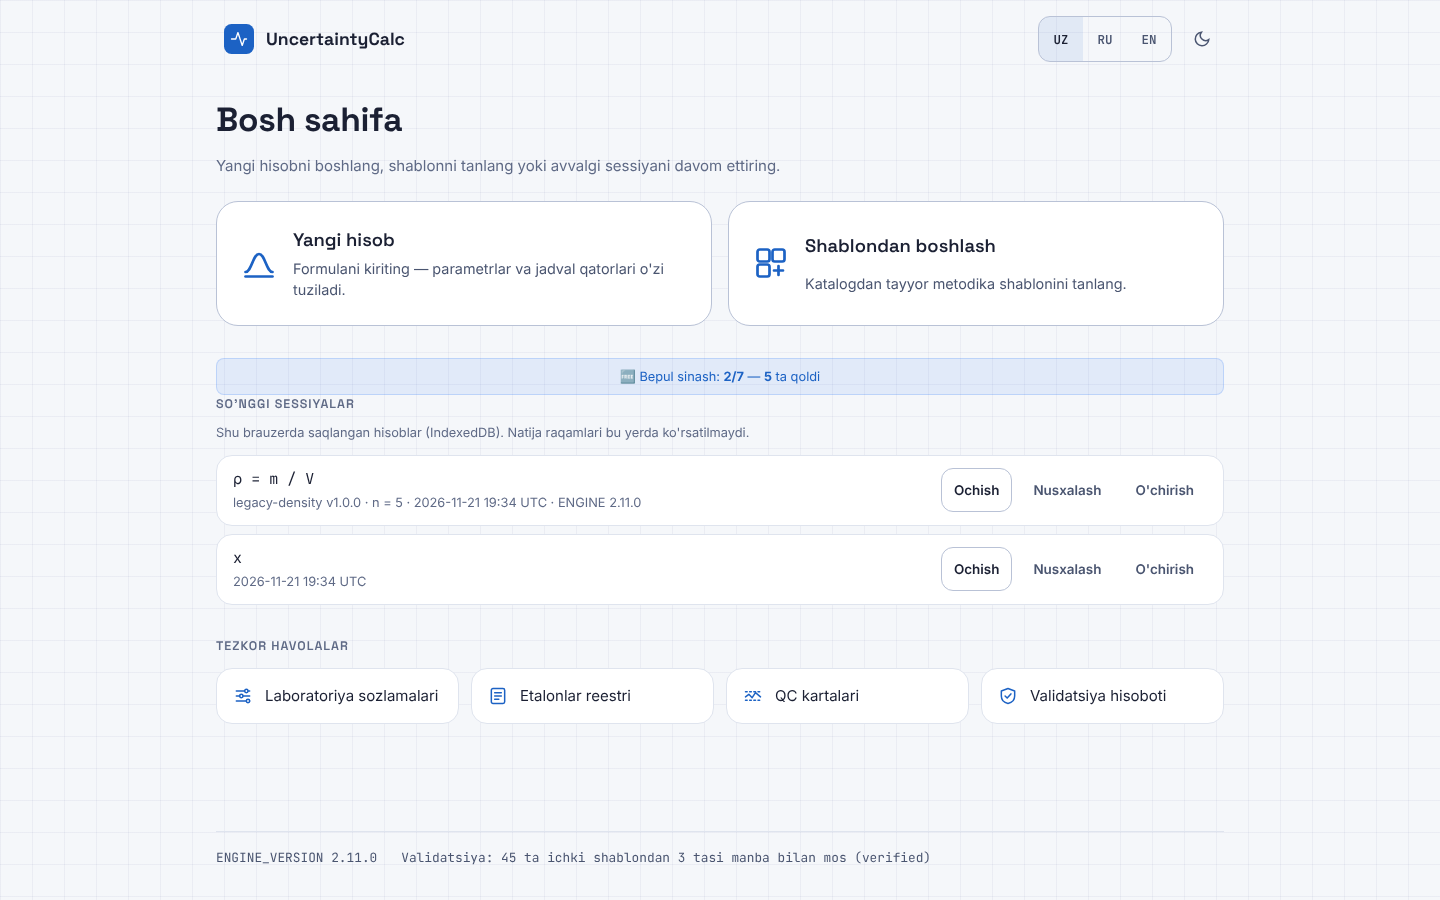 UncertaintyCalc
UZ RU EN
Bosh sahifa
Yangi hisobni boshlang, shablonni tanlang yoki avvalgi sessiyani davom ettiring.
Yangi hisob
Formulani kiriting — parametrlar va jadval qatorlari o'zi
tuziladi.
Shablondan boshlash
Katalogdan tayyor metodika shablonini tanlang.
🆓 Bepul sinash: 2/7 — 5 ta qoldi
SO'NGGI SESSIYALAR
Shu brauzerda saqlangan hisoblar (IndexedDB). Natija raqamlari bu yerda ko'rsatilmaydi.
ρ = m / V
legacy-density v1.0.0 · n = 5 · 2026-11-21 19:34 UTC · ENGINE 2.11.0
Ochish Nusxalash O'chirish
x
2026-11-21 19:34 UTC
Ochish Nusxalash O'chirish
TEZKOR HAVOLALAR
Laboratoriya sozlamalari
Etalonlar reestri
QC kartalari
Validatsiya hisoboti
ENGINE_VERSION 2.11.0 Validatsiya: 45 ta ichki shablondan 3 tasi manba bilan mos (verified)